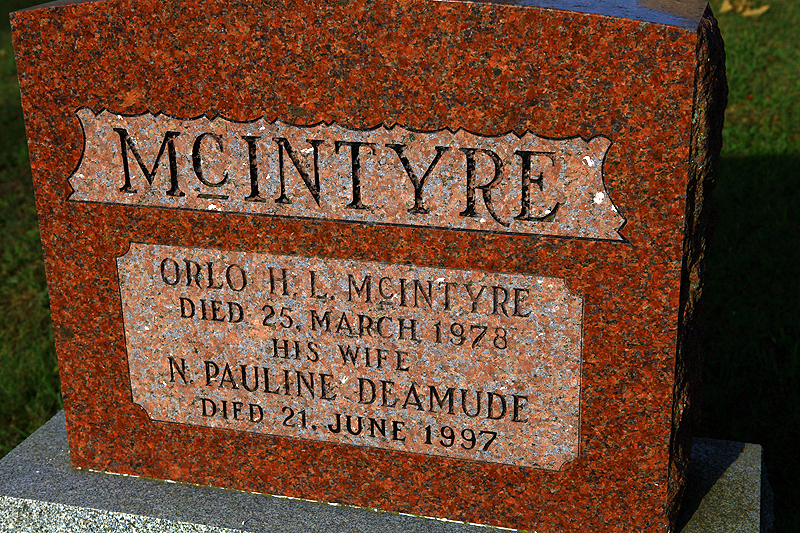 McINTYRE
ORLO H. L. McINTYRE
DIED 25, MARCH 1978
HIS WIFE
N. PAULINE DEAMUDE
DIED 21, JUNE 1997